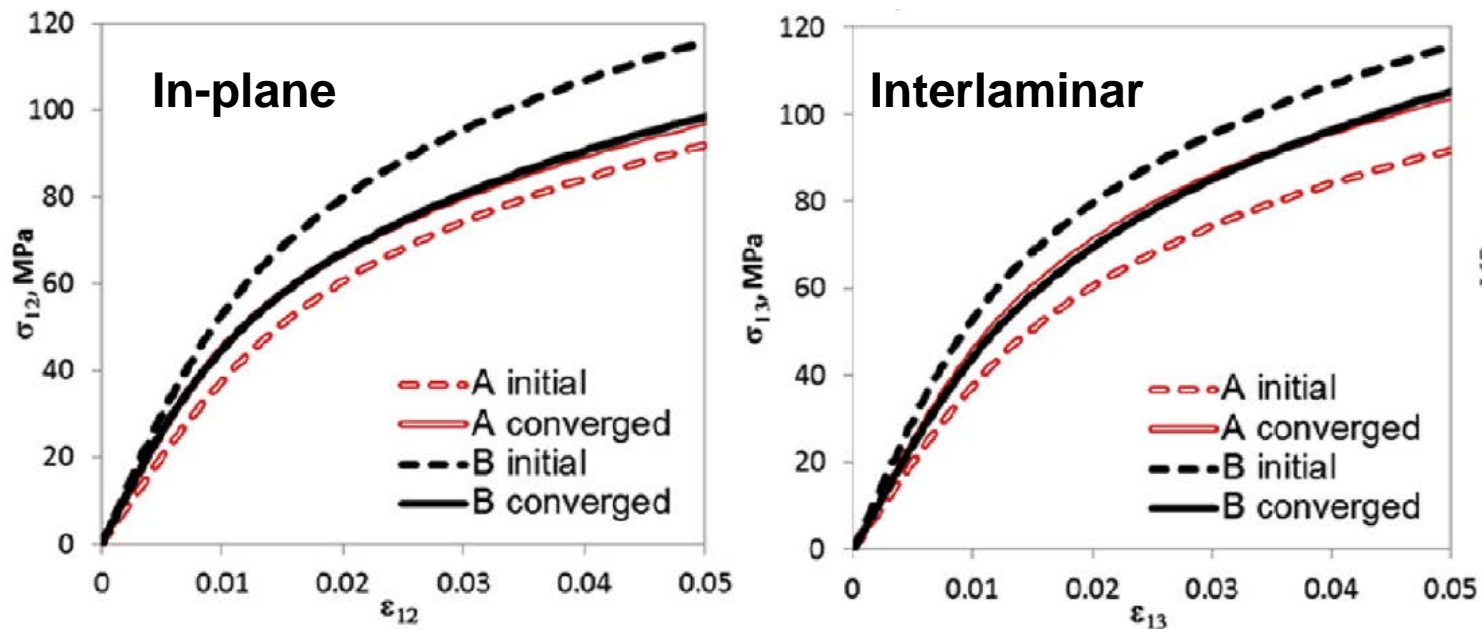 In-plane
120
100
80
60
40
20
0
σ12, MPa
0 0.01 0.02 0.03 0.04 0.05
ε12
A initial
A converged
B initial
B converged
Interlaminar
120
100
80
60
40
20
0
σ13, MPa
0 0.01 0.02 0.03 0.04 0.05
ε13
A initial
A converged
B initial
B converged